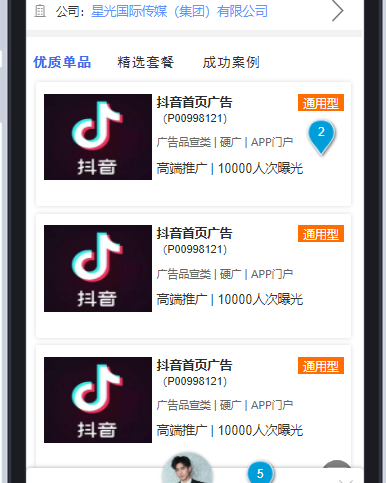 公司：星光国际传媒（集团）有限公司
优质单品 精选套餐 成功案例
抖音首页广告 通用型
（P00998121）
2
广告品宣类 | 硬广 | APP门户
高端推广 | 10000人次曝光
抖音
抖音首页广告 通用型
（P00998121）
广告品宣类 | 硬广 | APP门户
高端推广 | 10000人次曝光
抖音
抖音首页广告 通用型
（P00998121）
广告品宣类 | 硬广 | APP门户
高端推广 | 10000人次曝光
抖音
5